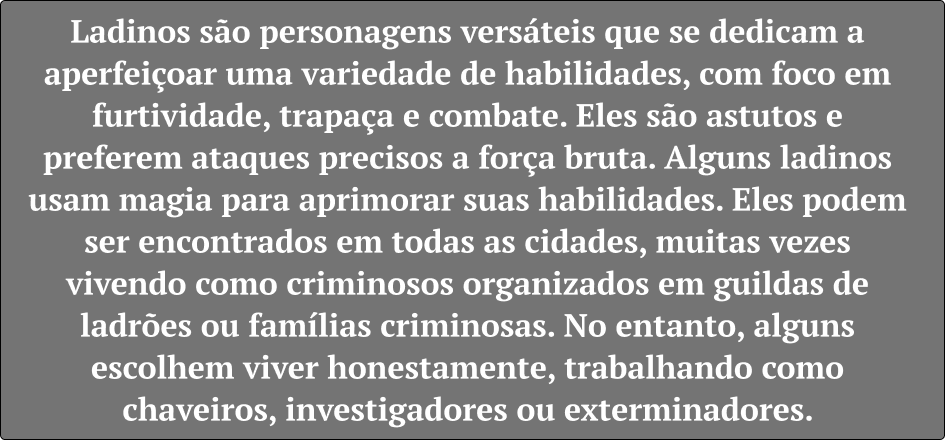 Ladinos são personagens versáteis que se dedicam a
aperfeiçoar uma variedade de habilidades, com foco em
furtividade, trapaça e combate. Eles são astutos e
preferem ataques precisos a força bruta. Alguns ladinos
usam magia para aprimorar suas habilidades. Eles podem
ser encontrados em todas as cidades, muitas vezes
vivendo como criminosos organizados em guildas de
ladrões ou famílias criminosas. No entanto, alguns
escolhem viver honestamente, trabalhando como
chaveiros, investigadores ou exterminadores.